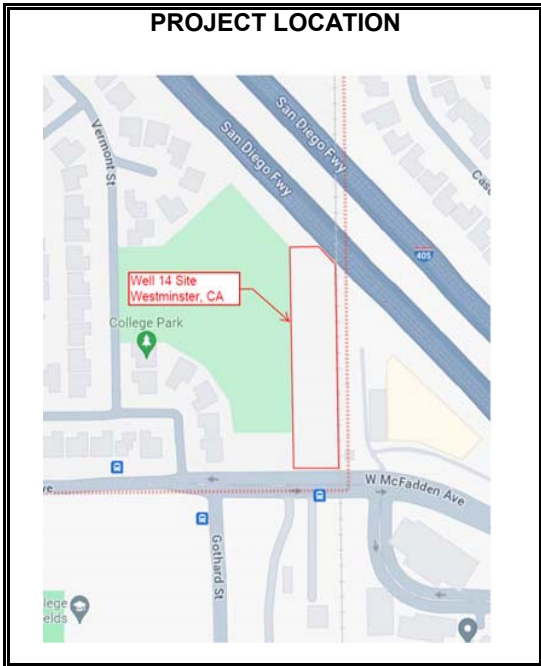 PROJECT LOCATION
Vermont St
San Diego Fwy
San Diego Fwy
405
Well 14 Site
Westminster, CA
College Park
W McFadden Ave
Gothard St